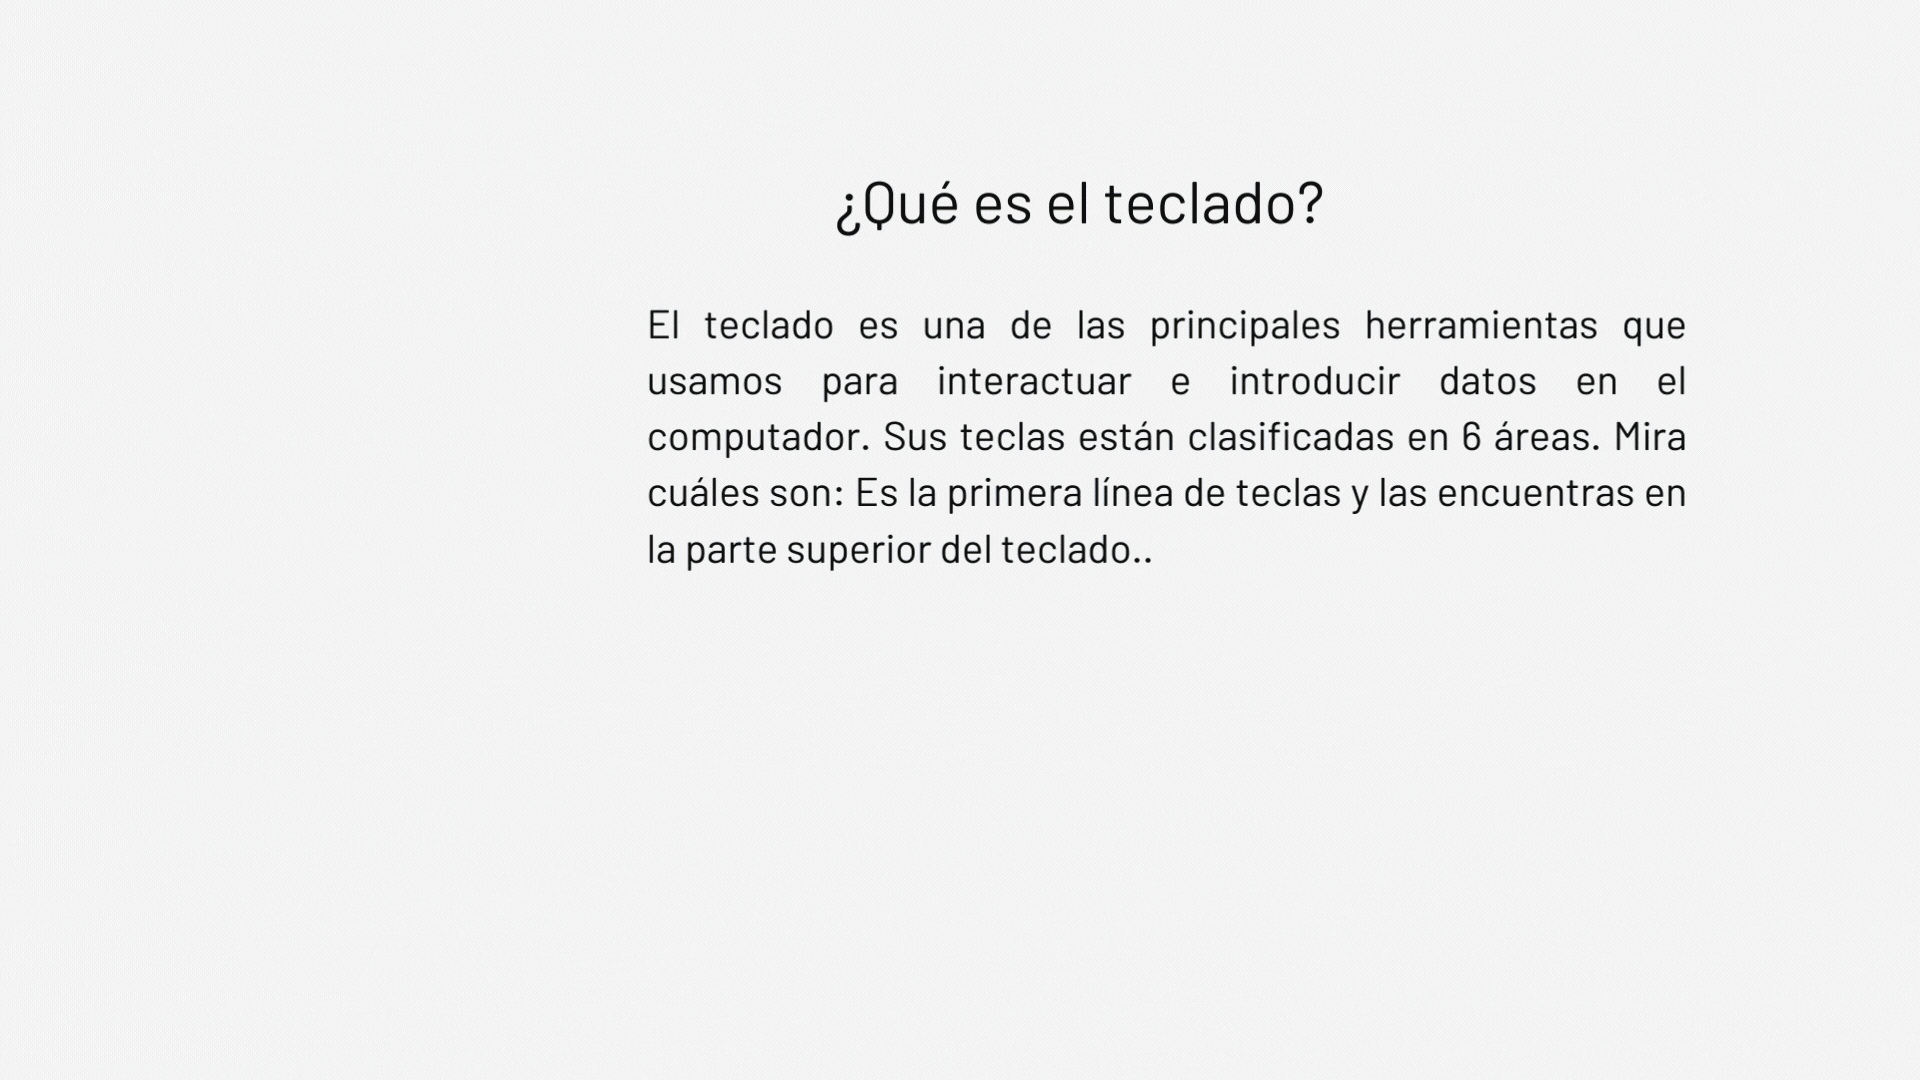 ¿Qué es el teclado?
El teclado es una de las principales herramientas que
usamos para interactuar e introducir datos en el
computador. Sus teclas están clasificadas en 6 áreas. Mira
cuáles son: Es la primera línea de teclas y las encuentras en
la parte superior del teclado..